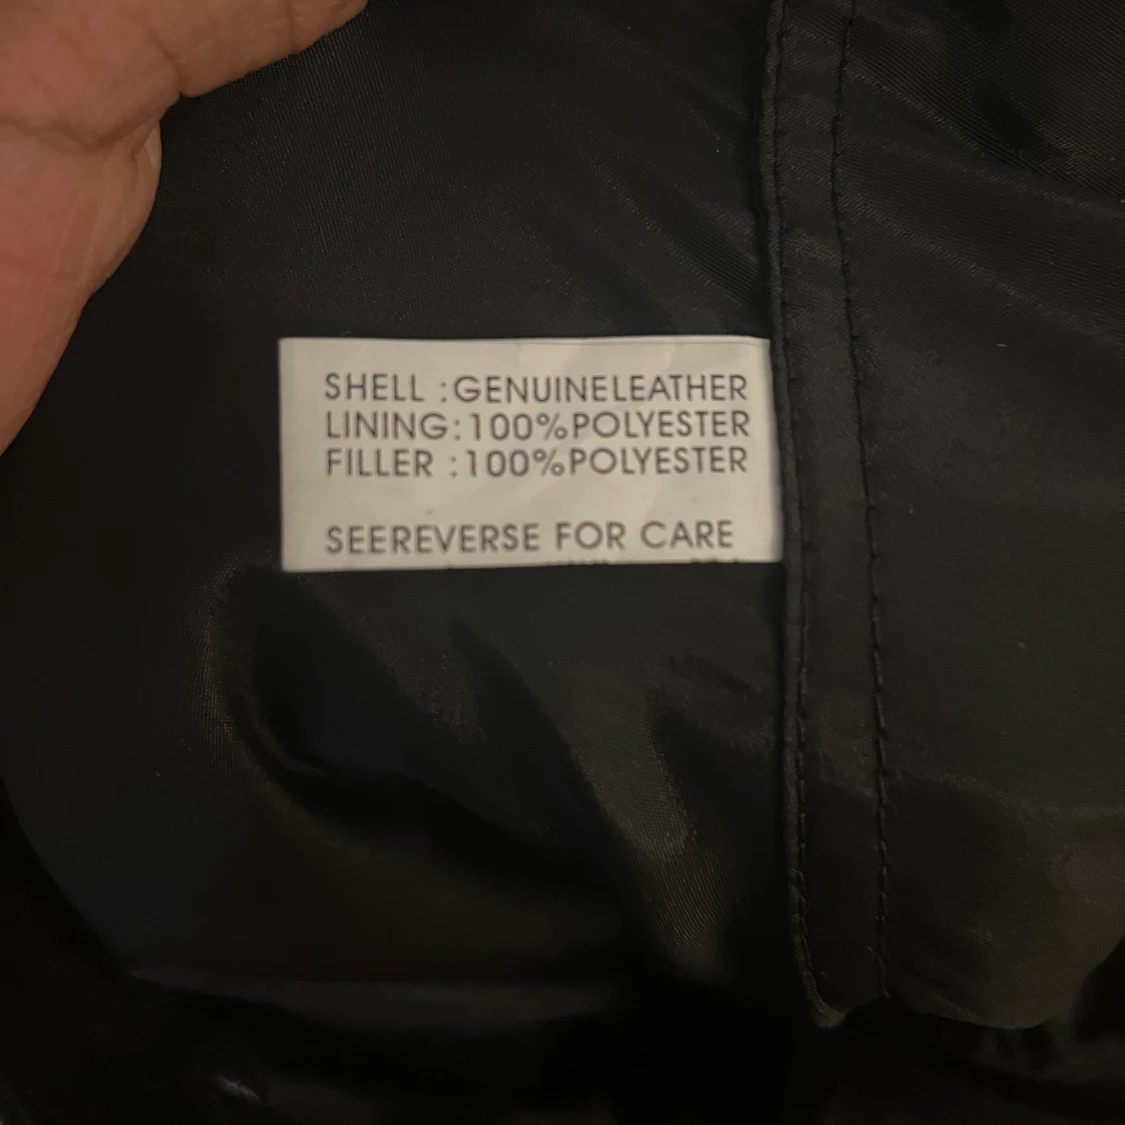 SHELL :GENUINELEATHER
LINING:100%POLYESTER
FILLER :100%POLYESTER
SEEREVERSE FOR CARE